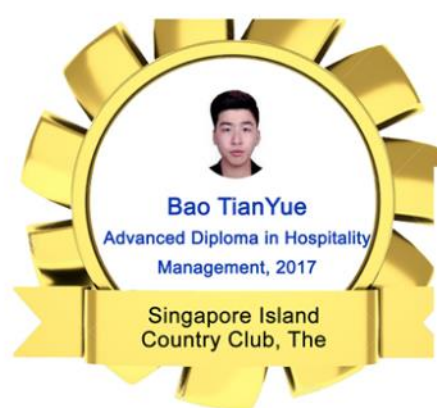 Bao TianYue
Advanced Diploma in Hospitality
Management, 2017
Singapore Island
Country Club, The